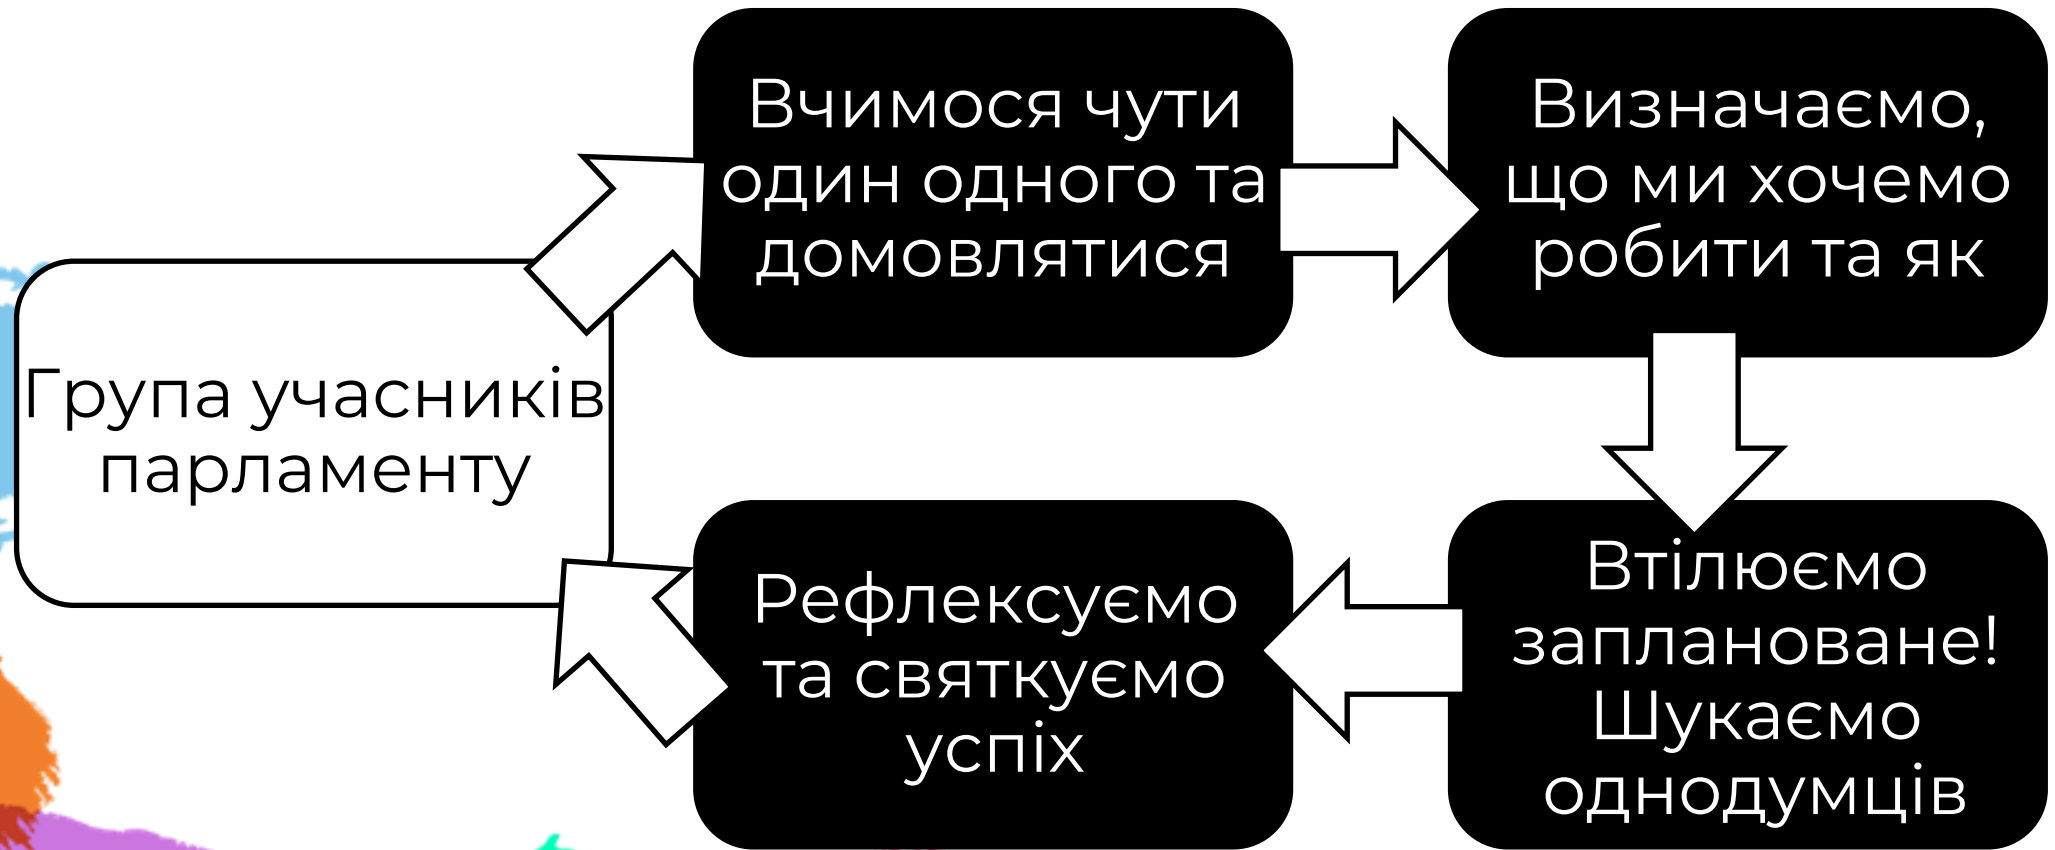 Група учасників
парламенту
Вчимося чути
один одного та
домовлятися
Визначаємо,
що ми хочемо
робити та як
Втілюємо
заплановане!
Шукаємо
однодумців
Рефлексуємо
та святкуємо
успіх